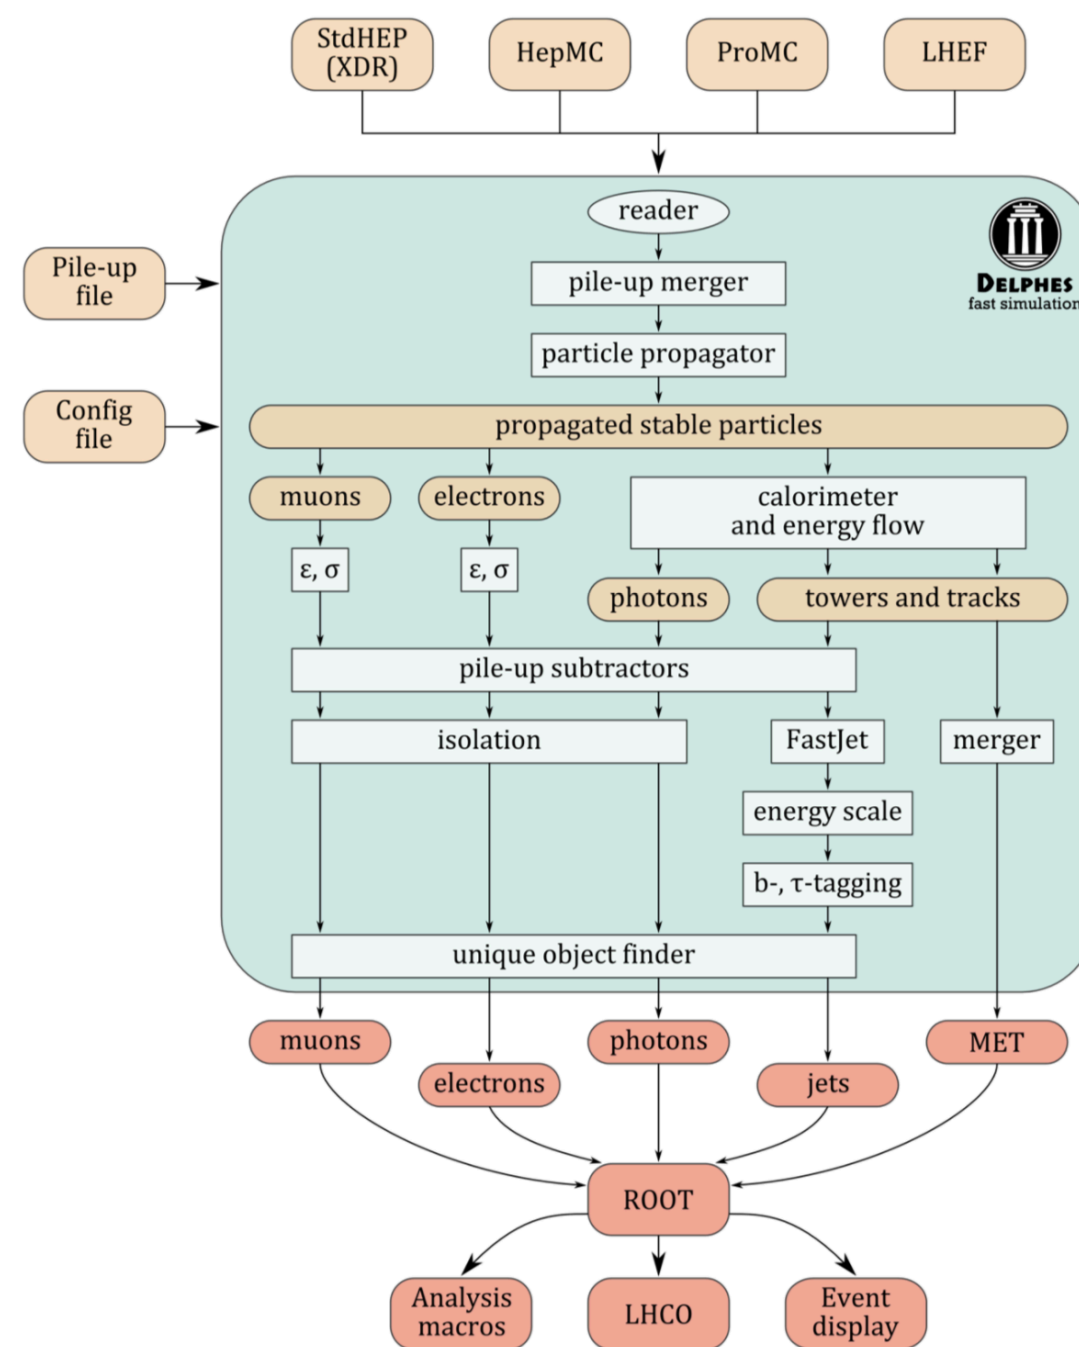 StdHEP
(XDR)
HepMC
ProMC
LHEF
reader
DELPHES
fast simulation
Pile-up
file
pile-up merger
particle propagator
Config
file
propagated stable particles
muons
electrons
calorimeter
and energy flow
ε, σ
ε, σ
photons
towers and tracks
pile-up subtractors
isolation
FastJet
merger
energy scale
b-, τ-tagging
unique object finder
muons
electrons
photons
jets
MET
ROOT
Analysis
macros
LHCO
Event
display